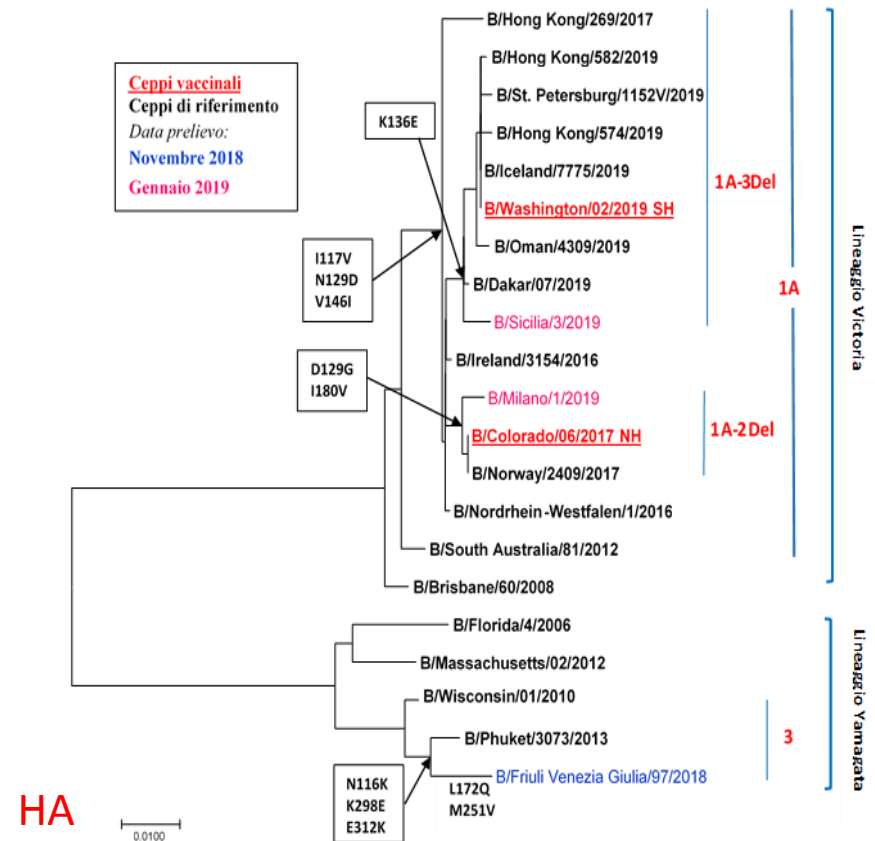 Ceppi vaccinali
Ceppi di riferimento
Data prelievo:
Novembre 2018
Gennaio 2019
K136E
I117V
N129D
V146I
D129G
I180V
B/Hong Kong/269/2017
B/Hong Kong/582/2019
B/St. Petersburg/1152V/2019
B/Hong Kong/574/2019
B/Iceland/7775/2019
B/Washington/02/2019 SH
B/Oman/4309/2019
B/Dakar/07/2019
B/Sicilia/3/2019
B/Ireland/3154/2016
B/Milano/1/2019
B/Colorado/06/2017 NH
B/Norway/2409/2017
B/Nordrhein-Westfalen/1/2016
B/South Australia/81/2012
B/Brisbane/60/2008
1A-3Del
1A-2Del
1A
Lineaggio Victoria
B/Florida/4/2006
B/Massachusetts/02/2012
B/Wisconsin/01/2010
B/Phuket/3073/2013
B/Friuli Venezia Giulia/97/2018
L172Q
M251V
N116K
K298E
E312K
3
Lineaggio Yamagata
HA
0.0100